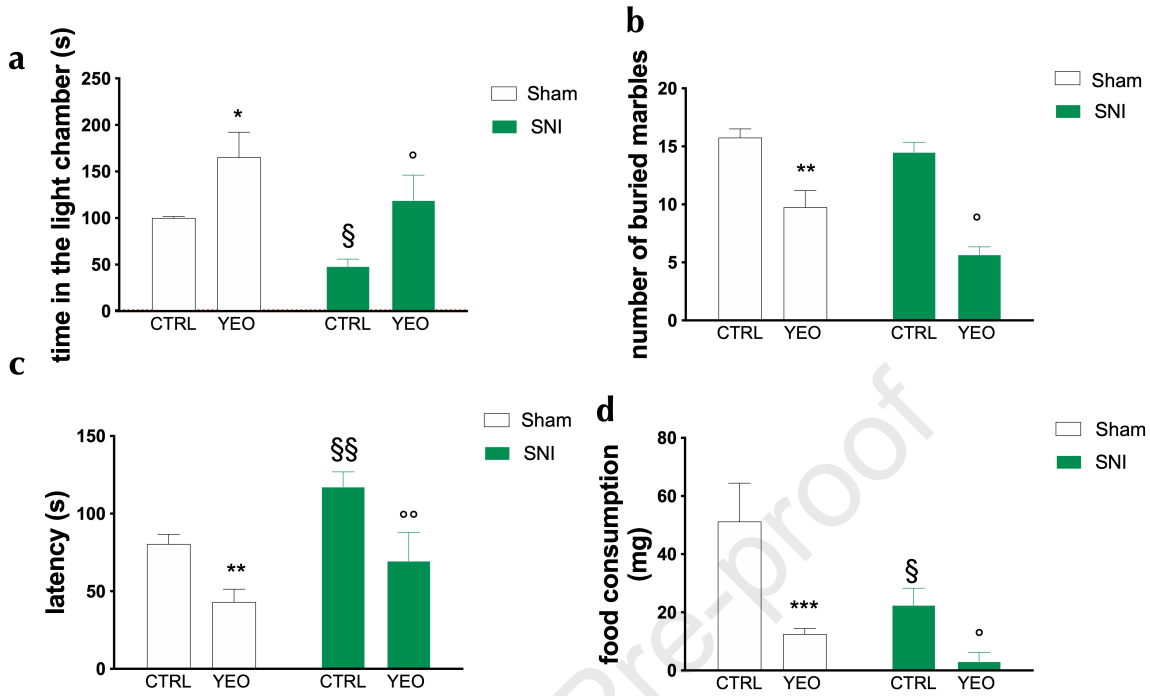 a
time in the light chamber (s)
250
200
150
100
50
0
*
§
°
CTRL YEO CTRL YEO
Sham
SNI
b
number of buried marbles
20
15
10
5
0
**
°
CTRL YEO CTRL YEO
Sham
SNI
c
latency (s)
150
100
50
0
**
§§
°°
CTRL YEO CTRL YEO
Sham
SNI
d
food consumption
(mg)
80
60
40
20
0
***
§
°
CTRL YEO CTRL YEO
Sham
SNI
Pre-proof